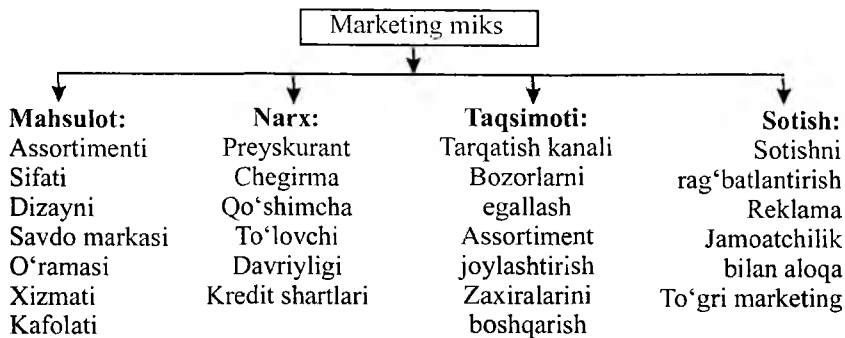 Marketing miks
Mahsulot:
Assortimenti
Sifati
Dizayni
Savdo markasi
O‘ramasi
Xizmati
Kafolati
Narx:
Preyskurant
Chegirma
Qo‘shimcha
To‘lovchi
Davriyligi
Kredit shartlari
Taqsimoti:
Tarqatish kanali
Bozorlarni
egallash
Assortiment
joylashtirish
Zaxiralarini
boshqarish
Sotish:
Sotishni
rag‘batlantirish
Reklama
Jamoatchilik
bilan aloqa
To‘gri marketing